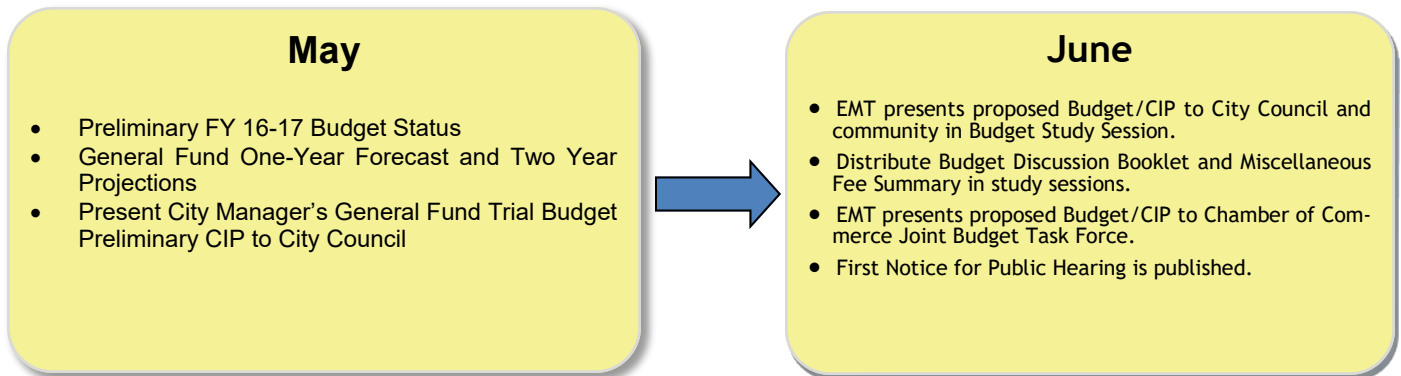 May
• Preliminary FY 16-17 Budget Status
• General Fund One-Year Forecast and Two Year
Projections
• Present City Manager's General Fund Trial Budget
Preliminary CIP to City Council
June
• EMT presents proposed Budget/CIP to City Council and
community in Budget Study Session.
• Distribute Budget Discussion Booklet and Miscellaneous
Fee Summary in study sessions.
• EMT presents proposed Budget/CIP to Chamber of Com-
merce Joint Budget Task Force.
• First Notice for Public Hearing is published.